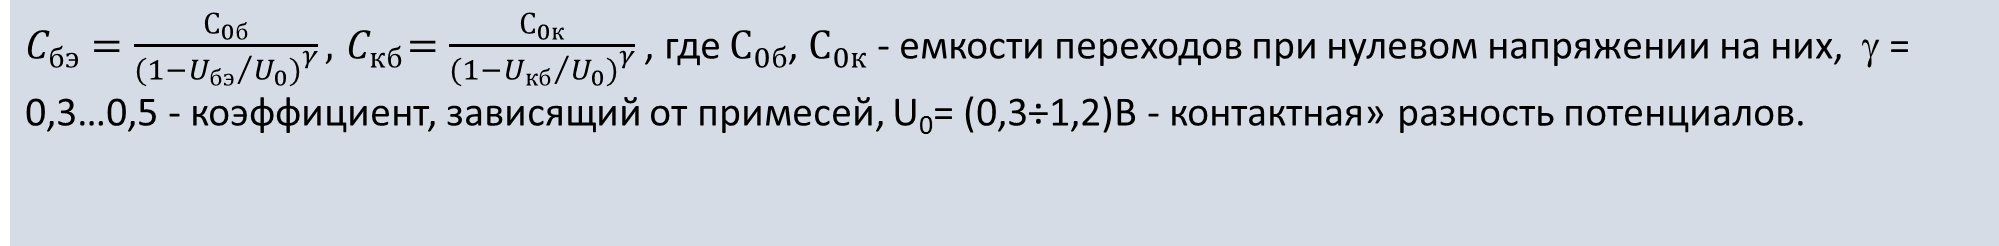 C_бэ = C_0б/(1−U_бэ/U_0)^γ, C_кб = C_0к/(1−U_кб/U_0)^γ, где C_0б, C_0к - емкости переходов при нулевом напряжении на них, γ =
0,3...0,5 - коэффициент, зависящий от примесей, U_0= (0,3÷1,2)В - контактная» разность потенциалов.